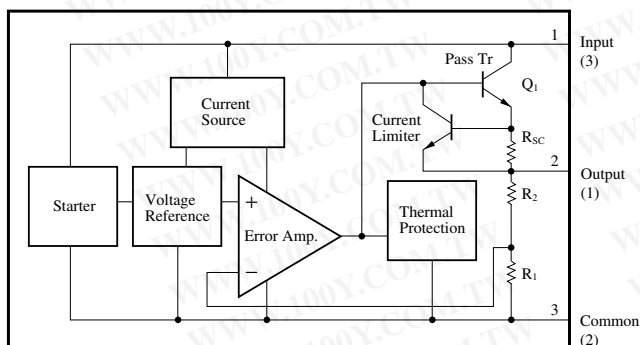 WWW.100Y.COM.TW
1
Input
(3)
Pass Tr
Q1
Current
Source
Current
Limiter
RSC
2
Output
(1)
R2
Starter
Voltage
Reference
+
Error Amp.
−
Thermal
Protection
R1
3
Common
(2)